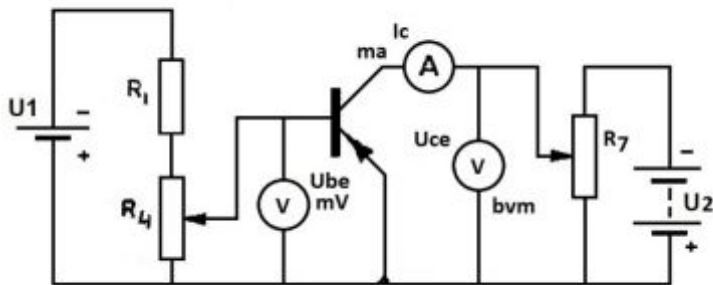 Ic
ma
A
U1
-
+
R1
R4
Ube
mV
V
Uce
V
bvm
R7
-
U2
+